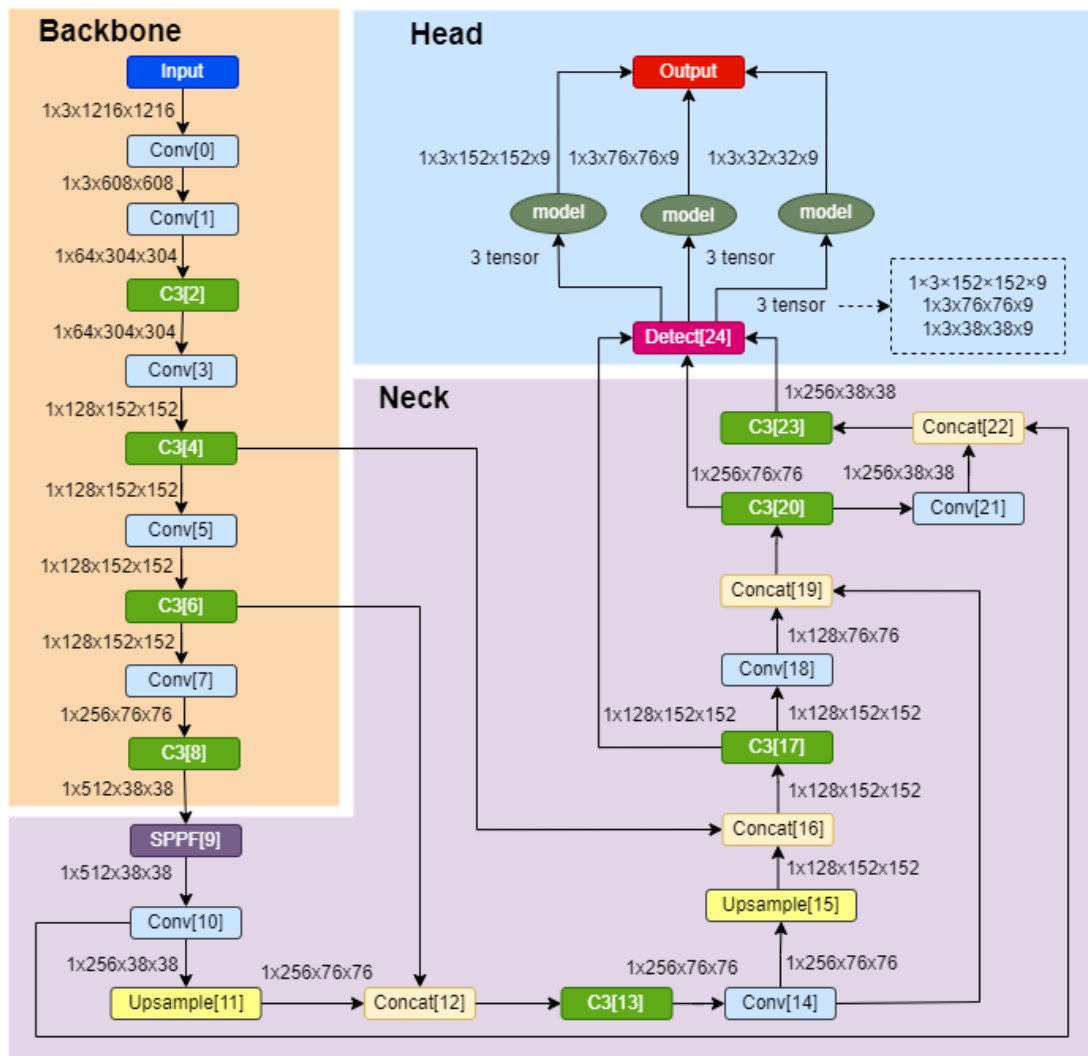 Backbone
Input
1x3x1216x1216
Conv[0]
1x3x608x608
Conv[1]
1x64x304x304
C3[2]
1x64x304x304
Conv[3]
1x128x152x152
C3[4]
1x128x152x152
Conv[5]
1x128x152x152
C3[6]
1x128x152x152
Conv[7]
1x256x76x76
C3[8]
1x512x38x38
Head
Output
1x3x152x152x9
1x3x76x76x9
1x3x32x32x9
model
model
model
3 tensor
3 tensor
3 tensor
1×3×152×152×9
1x3x76x76x9
1x3x38x38x9
Detect[24]
Neck
1x256x38x38
C3[23]
Concat[22]
1x256x76x76
1x256x38x38
C3[20]
Conv[21]
Concat[19]
1x128x76x76
Conv[18]
1x128x152x152
1x128x152x152
C3[17]
1x128x152x152
Concat[16]
1x128x152x152
Upsample[15]
SPPF[9]
1x512x38x38
Conv[10]
1x256x38x38
1x256x76x76
1x256x76x76
1x256x76x76
Upsample[11]
Concat[12]
C3[13]
Conv[14]